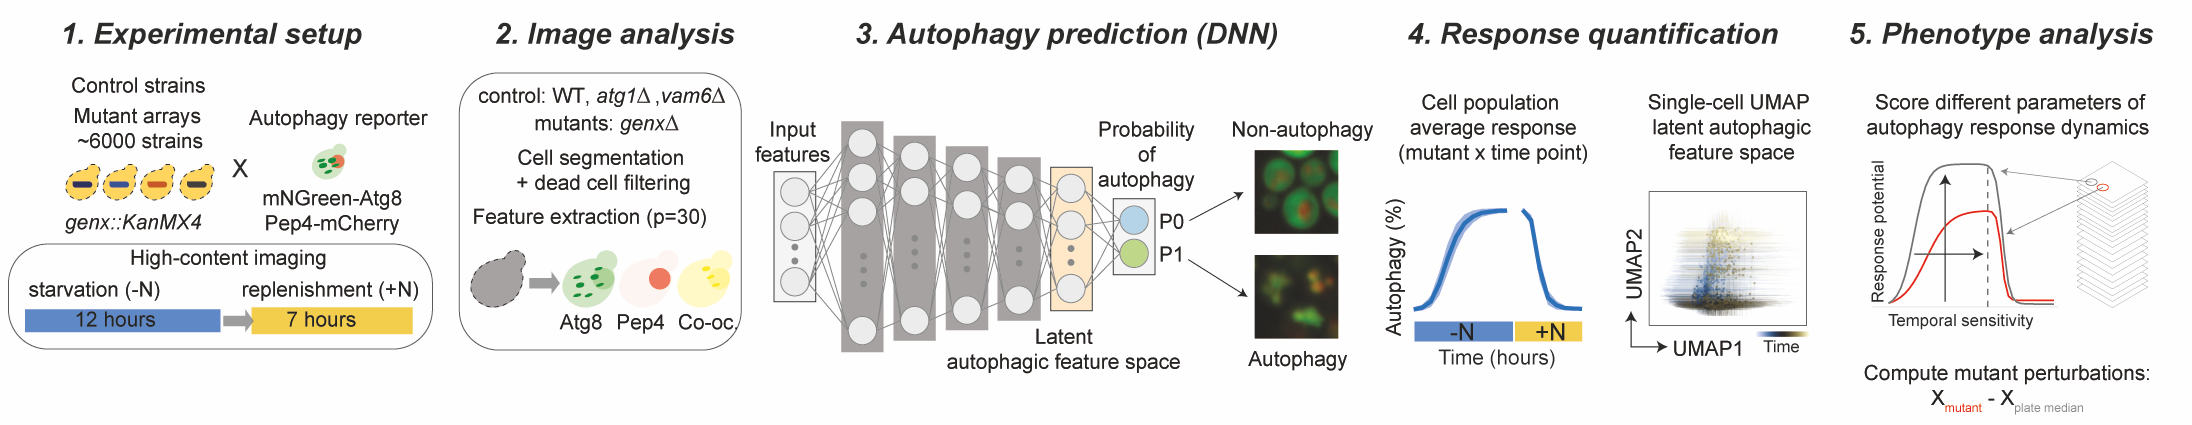 1. Experimental setup
Control strains
Mutant arrays
~6000 strains
genx::KanMX4
X
Autophagy reporter
mNGreen-Atg8
Pep4-mCherry
High-content imaging
starvation (-N)
replenishment (+N)
12 hours
7 hours
2. Image analysis
control: WT, atg1Δ ,vam6Δ
mutants: genxΔ
Cell segmentation
+ dead cell filtering
Feature extraction (p=30)
Atg8
Pep4
Co-oc.
3. Autophagy prediction (DNN)
Input
features
Latent
autophagic feature space
Probability
of
autophagy
P0
P1
Non-autophagy
Autophagy
4. Response quantification
Cell population
average response
(mutant x time point)
Autophagy (%)
-N
+N
Time (hours)
Single-cell UMAP
latent autophagic
feature space
UMAP2
UMAP1
Time
5. Phenotype analysis
Score different parameters of
autophagy response dynamics
Response potential
Temporal sensitivity
Compute mutant perturbations:
Xmutant - Xplate median